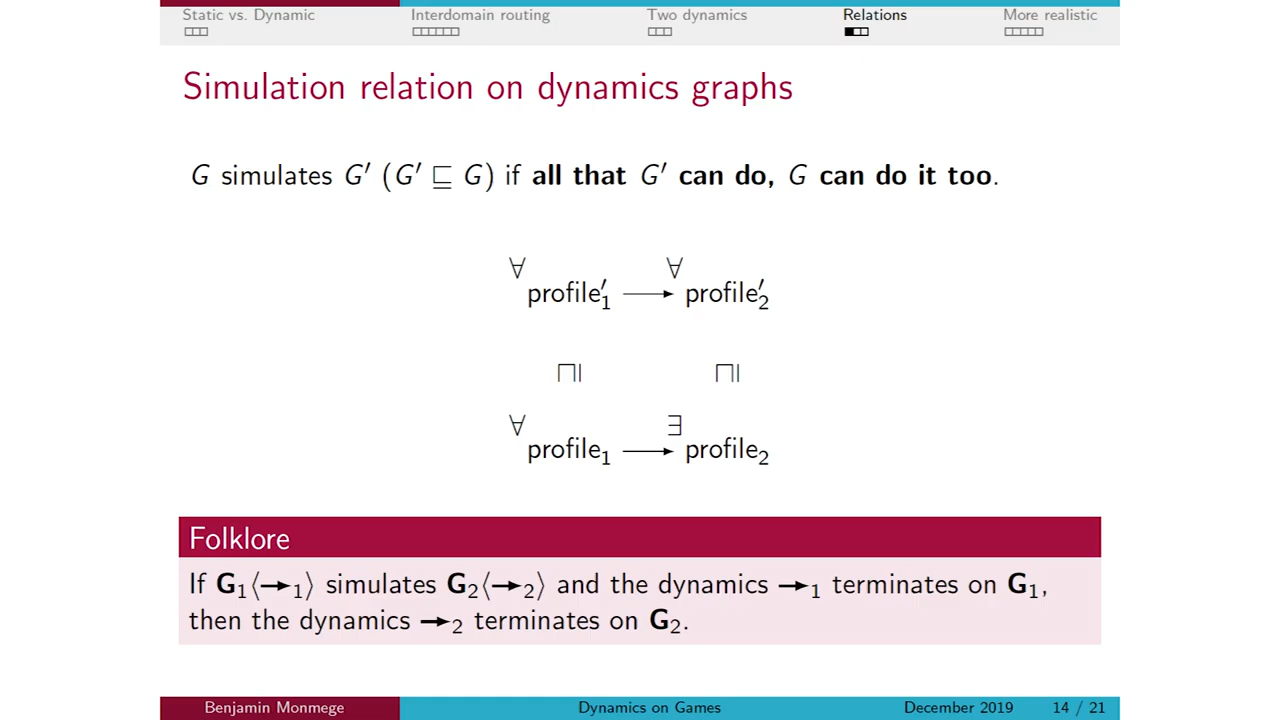 Static vs. Dynamic Interdomain routing Two dynamics Relations More realistic
Simulation relation on dynamics graphs
G simulates G′ (G′ ⊑ G) if all that G′ can do, G can do it too.
∀ ∀
profile′₁ ⟶ profile′₂
⊑ ⊑
∀ ∃
profile₁ ⟶ profile₂
Folklore
If G₁⟨→₁⟩ simulates G₂⟨→₂⟩ and the dynamics →₁ terminates on G₁,
then the dynamics →₂ terminates on G₂.
Benjamin Monmege Dynamics on Games December 2019 14 / 21